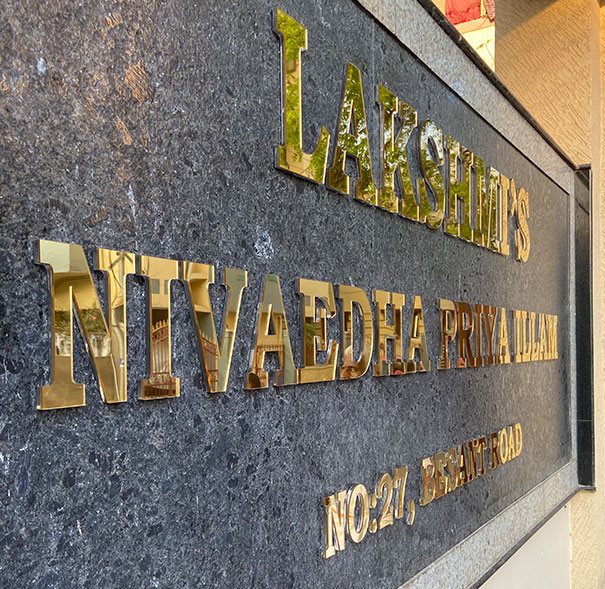 LAKSHMI'S
NIVAEDHA PRIYA ILLAM
NO:27, BESANT ROAD